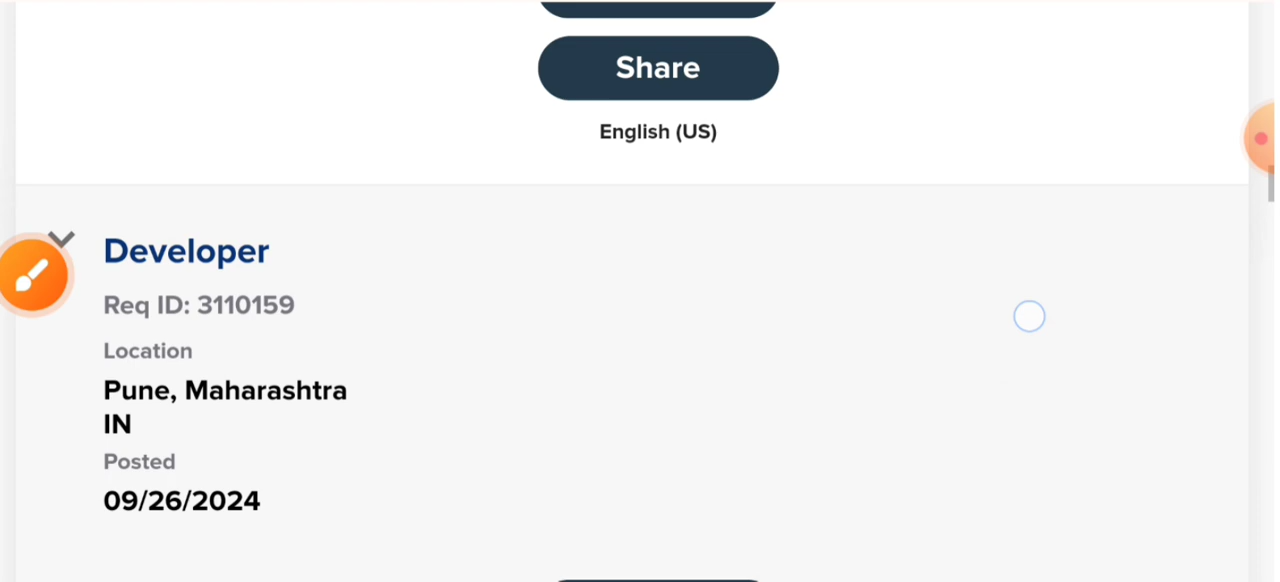 Share
English (US)
Developer
Req ID: 3110159
Location
Pune, Maharashtra
IN
Posted
09/26/2024